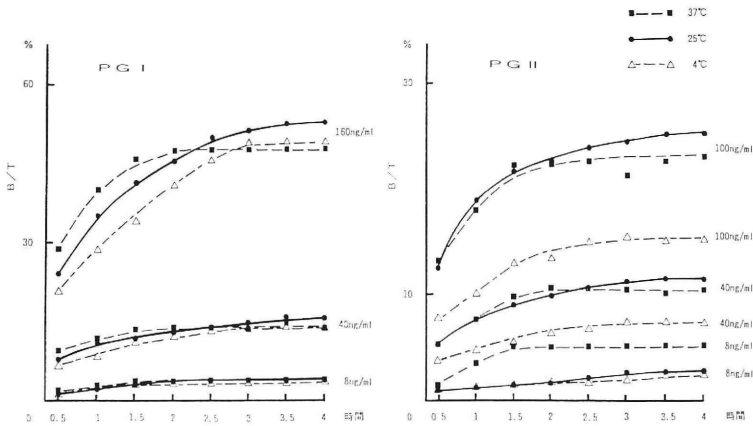 37℃
25℃
4℃
%
PG I
60
30
0
B/T
160ng/ml
40ng/ml
8ng/ml
0.5 1 1.5 2 2.5 3 3.5 4 時間
%
PG II
30
10
0
B/T
100ng/ml
100ng/ml
40ng/ml
40ng/ml
8ng/ml
8ng/ml
0.5 1 1.5 2 2.5 3 3.5 4 時間